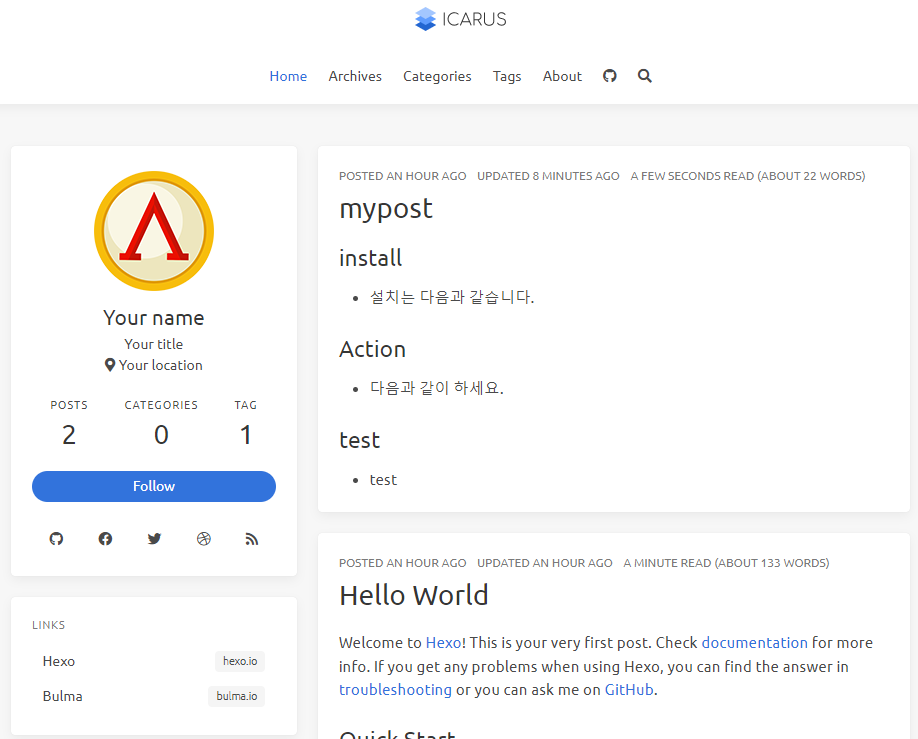 ICARUS
Home Archives Categories Tags About
Your name
Your title
Your location
POSTS CATEGORIES TAG
2 0 1
Follow
LINKS
Hexo hexo.io
Bulma bulma.io
POSTED AN HOUR AGO UPDATED 8 MINUTES AGO A FEW SECONDS READ (ABOUT 22 WORDS)
mypost
install
• 설치는 다음과 같습니다.
Action
• 다음과 같이 하세요.
test
• test
POSTED AN HOUR AGO UPDATED AN HOUR AGO A MINUTE READ (ABOUT 133 WORDS)
Hello World
Welcome to Hexo! This is your very first post. Check documentation for more
info. If you get any problems when using Hexo, you can find the answer in
troubleshooting or you can ask me on GitHub.
Quick Start